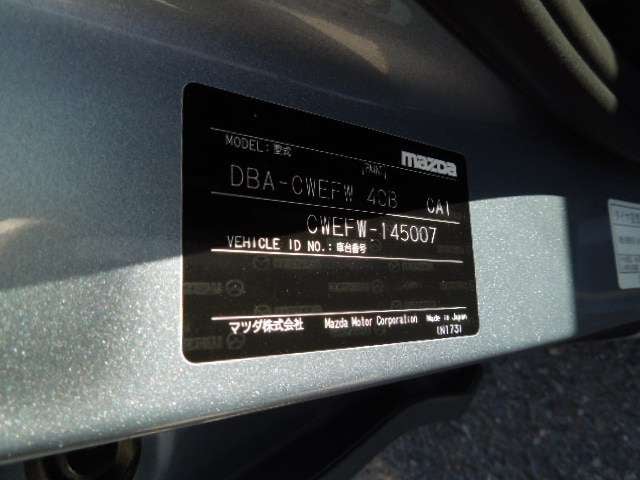 MODEL：型式
mazda
DBA-CWEFW 4CB CA1
CWEFW-145007
VEHICLE ID NO.：車台番号
マツダ株式会社 Mazda Motor Corporation Made in Japan
(N173)